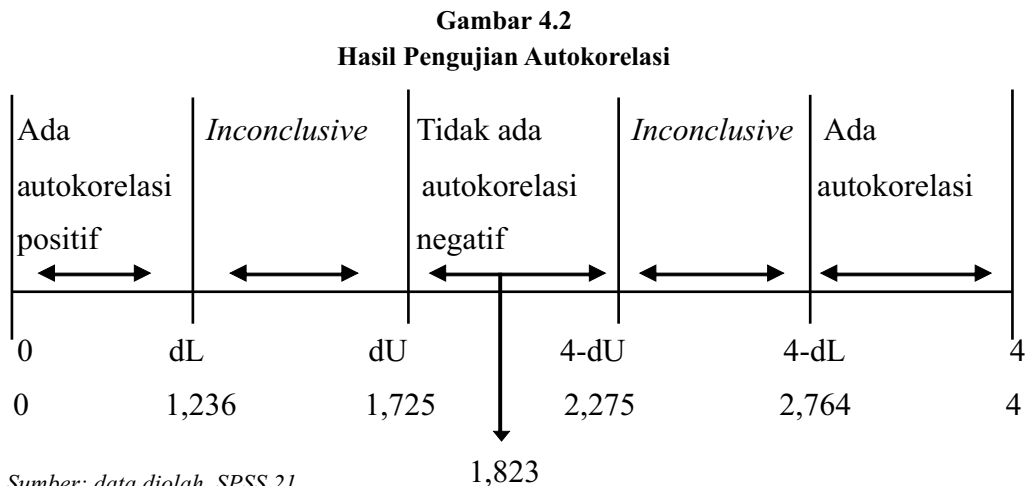 Gambar 4.2
Hasil Pengujian Autokorelasi
Ada
autokorelasi
positif
Inconclusive
Tidak ada
autokorelasi
negatif
Inconclusive
Ada
autokorelasi
0 dL dU 4-dU 4-dL 4
0 1,236 1,725 2,275 2,764 4
1,823
Sumber: data diolah, SPSS 21